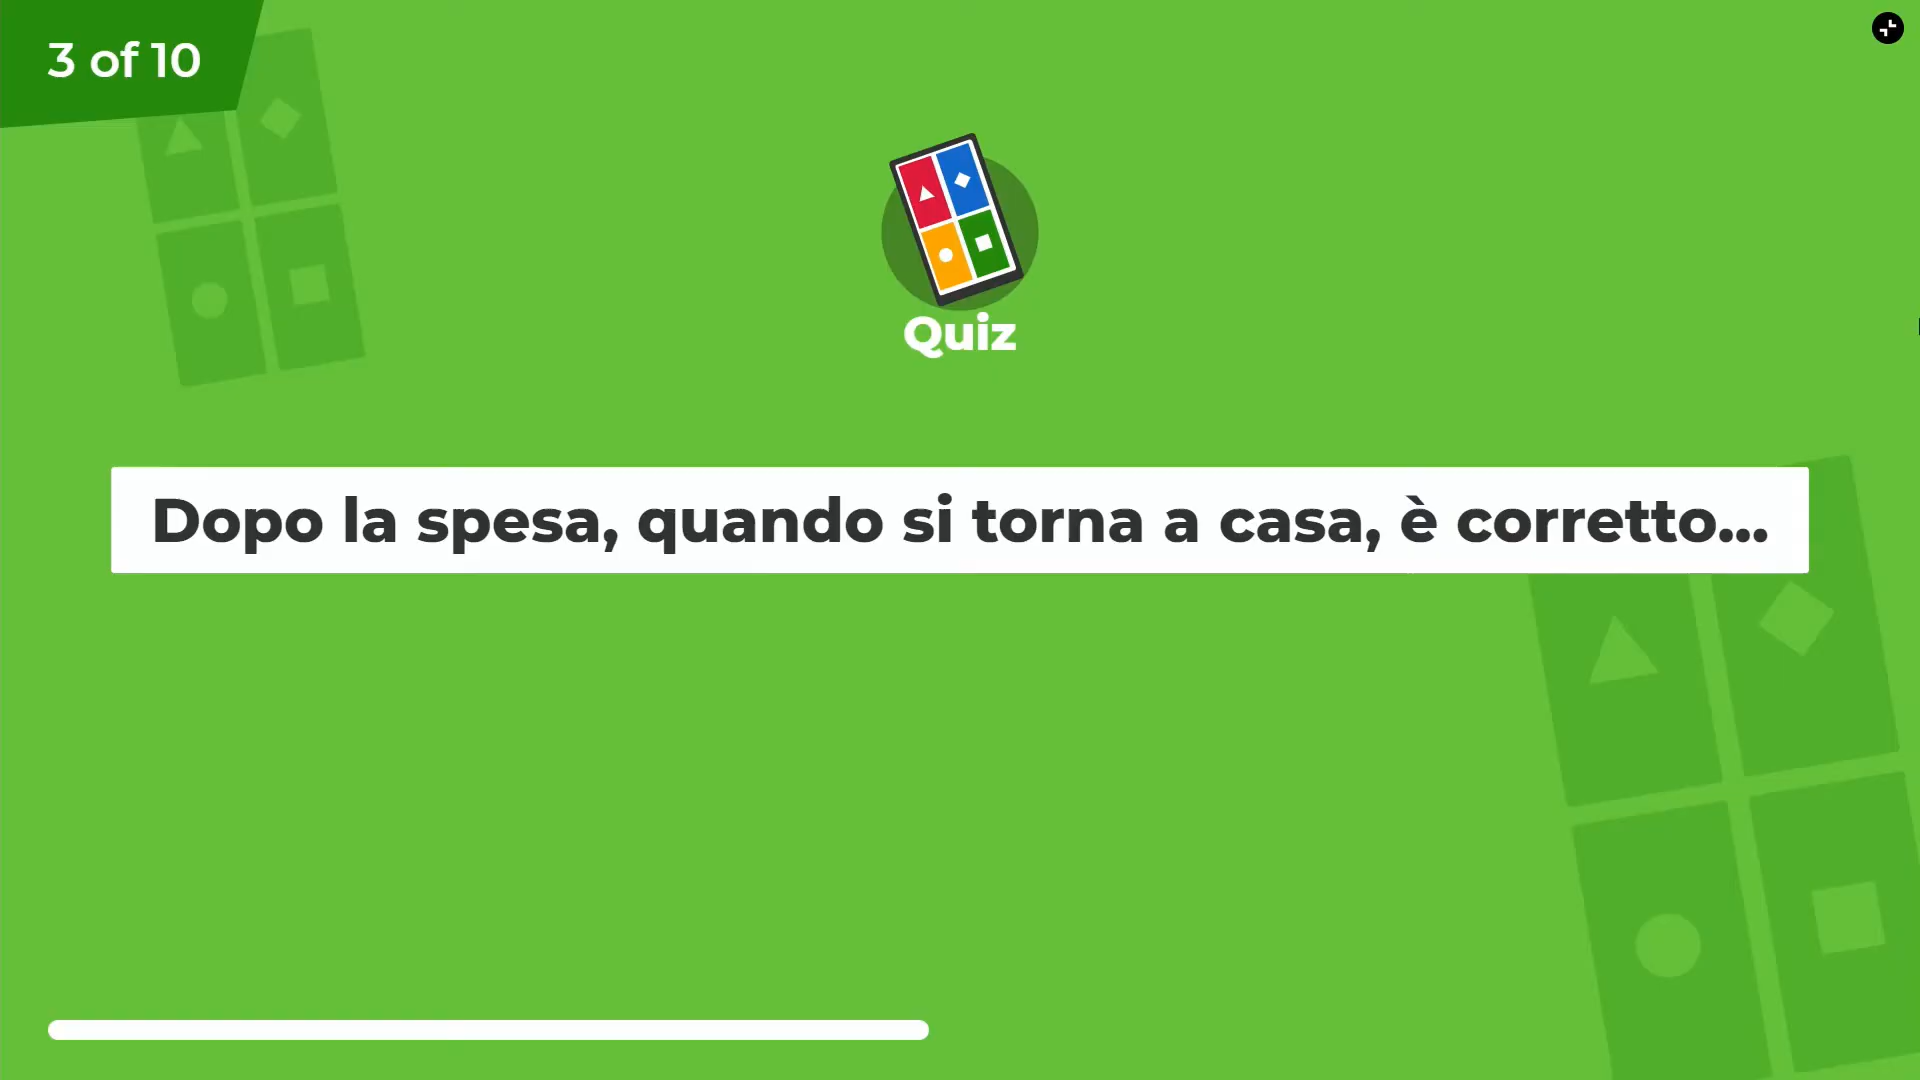 3 of 10
Quiz
Dopo la spesa, quando si torna a casa, è corretto...